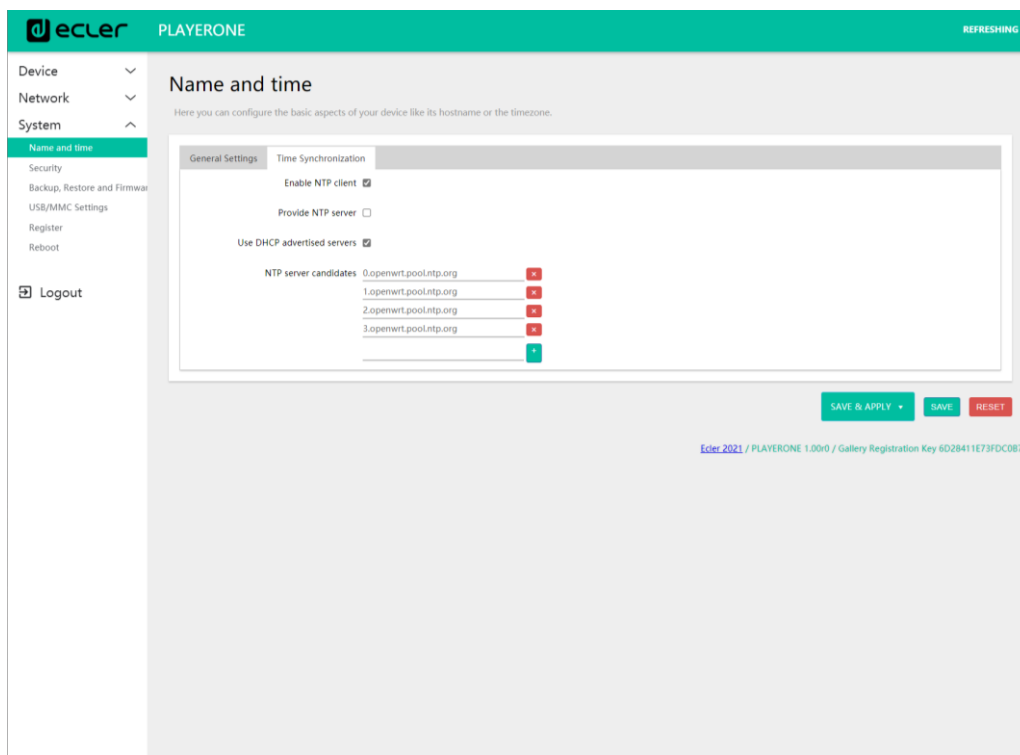 ecler PLAYERONE REFRESHING
Device
Network
System
Name and time
Security
Backup, Restore and Firmwar
USB/MMC Settings
Register
Reboot
Logout
Name and time
Here you can configure the basic aspects of your device like its hostname or the timezone.
General Settings Time Synchronization
Enable NTP client
Provide NTP server
Use DHCP advertised servers
NTP server candidates 0.openwrt.pool.ntp.org ×
1.openwrt.pool.ntp.org ×
2.openwrt.pool.ntp.org ×
3.openwrt.pool.ntp.org ×
+
SAVE & APPLY SAVE RESET
Ecler 2021 / PLAYERONE 1.00r0 / Gallery Registration Key 6D28411E73FDC087